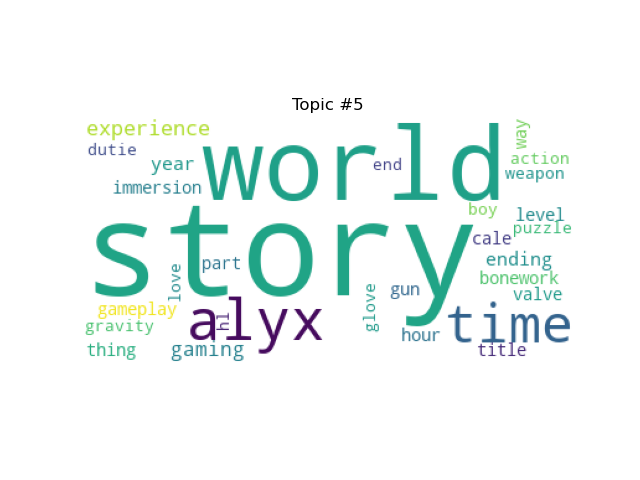 Topic #5
experience
world
way
dutie
year
end
action
weapon
immersion
story
boy
level
puzzle
cale
part
love
ending
bonework
gun
glove
valve
gameplay
alyx
hl
time
gravity
hour
thing
gaming
title